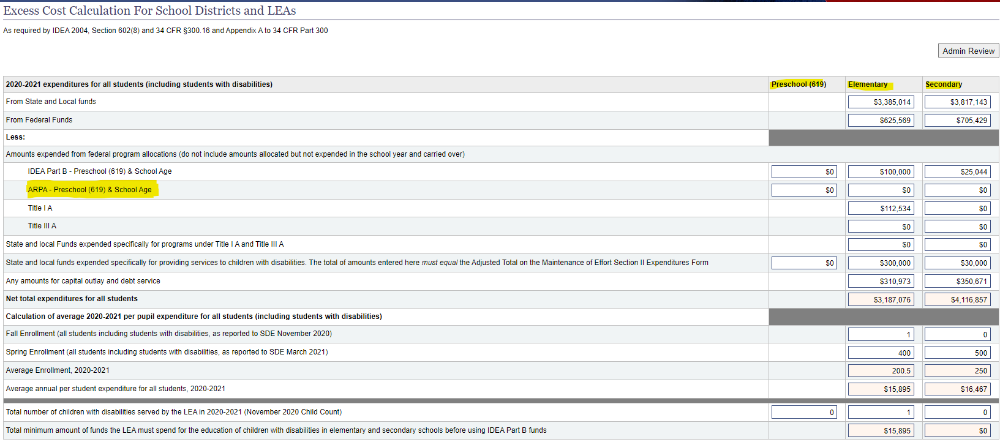 Excess Cost Calculation For School Districts and LEAs
As required by IDEA 2004, Section 602(8) and 34 CFR §300.16 and Appendix A to 34 CFR Part 300
Admin Review
2020-2021 expenditures for all students (including students with disabilities) Preschool (619) Elementary Secondary
From State and Local funds $3,385,014 $3,817,143
From Federal Funds $625,569 $705,429
Less:
Amounts expended from federal program allocations (do not include amounts allocated but not expended in the school year and carried over)
IDEA Part B - Preschool (619) & School Age $0 $100,000 $25,044
ARPA - Preschool (619) & School Age $0 $0 $0
Title I A $112,534 $0
Title III A $0 $0
State and local Funds expended specifically for programs under Title I A and Title III A $0 $0
State and local funds expended specifically for providing services to children with disabilities. The total of amounts entered here must equal the Adjusted Total on the Maintenance of Effort Section II Expenditures Form $0 $300,000 $30,000
Any amounts for capital outlay and debt service $310,973 $350,671
Net total expenditures for all students $3,187,076 $4,116,857
Calculation of average 2020-2021 per pupil expenditure for all students (including students with disabilities)
Fall Enrollment (all students including students with disabilities, as reported to SDE November 2020) 1 0
Spring Enrollment (all students including students with disabilities, as reported to SDE March 2021) 400 500
Average Enrollment, 2020-2021 200.5 250
Average annual per student expenditure for all students, 2020-2021 $15,895 $16,467
Total number of children with disabilities served by the LEA in 2020-2021 (November 2020 Child Count) 0 1 0
Total minimum amount of funds the LEA must spend for the education of children with disabilities in elementary and secondary schools before using IDEA Part B funds $15,895 $0